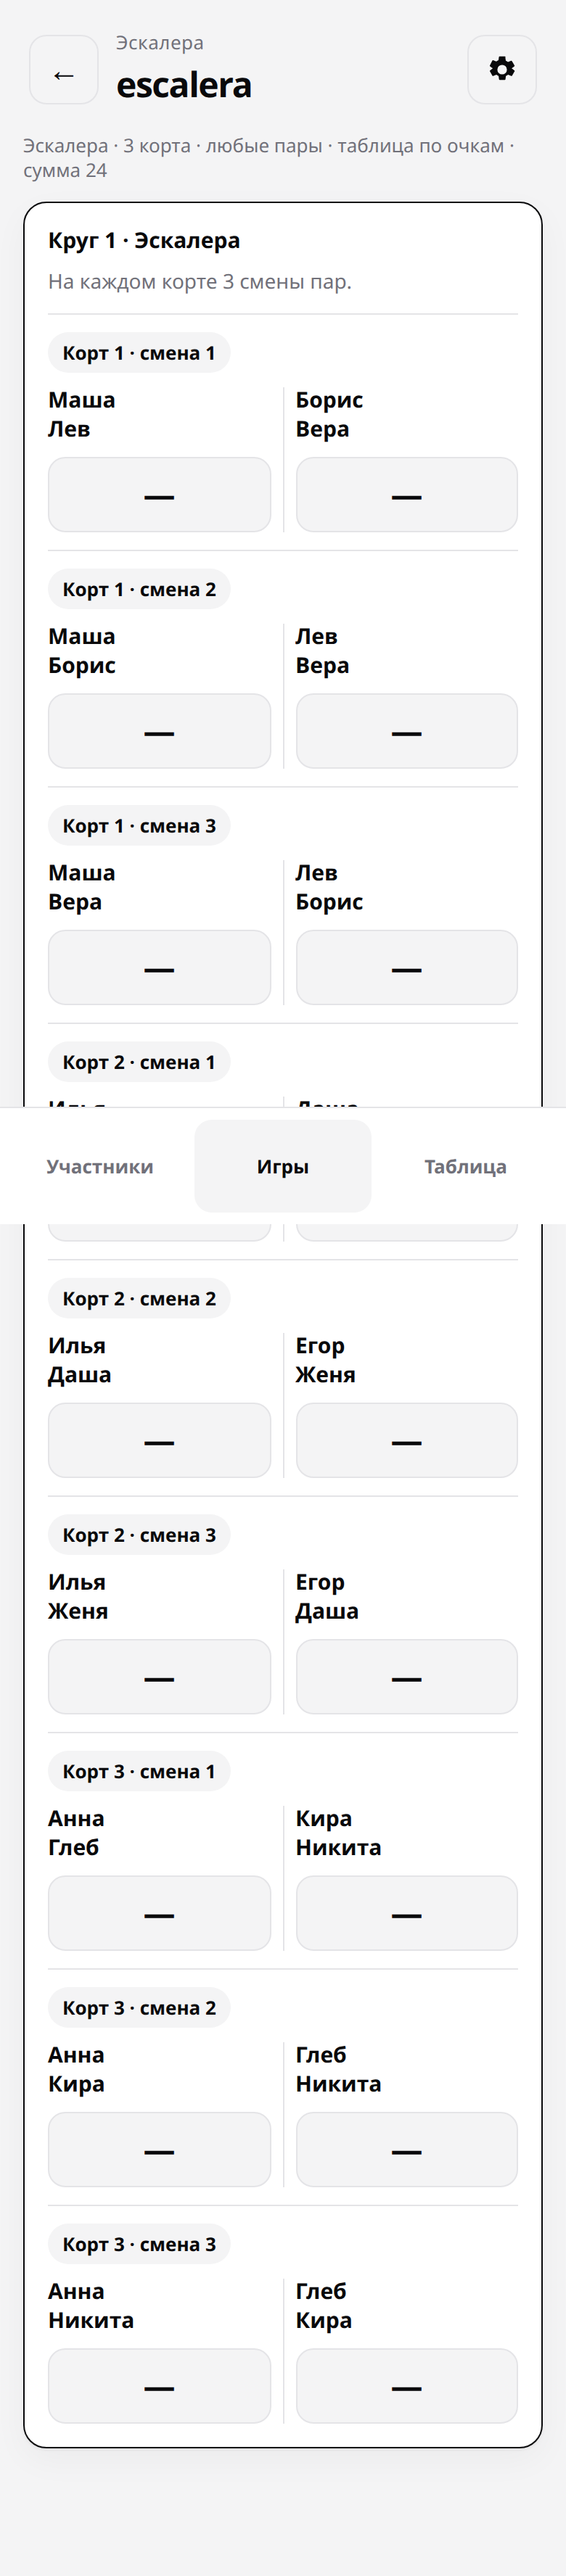 ←
Эскалера
escalera
Эскалера · 3 корта · любые пары · таблица по очкам ·
сумма 24
Круг 1 · Эскалера
На каждом корте 3 смены пар.
Корт 1 · смена 1
Маша
Лев
Борис
Вера
—
—
Корт 1 · смена 2
Маша
Борис
Лев
Вера
—
—
Корт 1 · смена 3
Маша
Вера
Лев
Борис
—
—
Корт 2 · смена 1
Участники
Игры
Таблица
Корт 2 · смена 2
Илья
Даша
Егор
Женя
—
—
Корт 2 · смена 3
Илья
Женя
Егор
Даша
—
—
Корт 3 · смена 1
Анна
Глеб
Кира
Никита
—
—
Корт 3 · смена 2
Анна
Кира
Глеб
Никита
—
—
Корт 3 · смена 3
Анна
Никита
Глеб
Кира
—
—